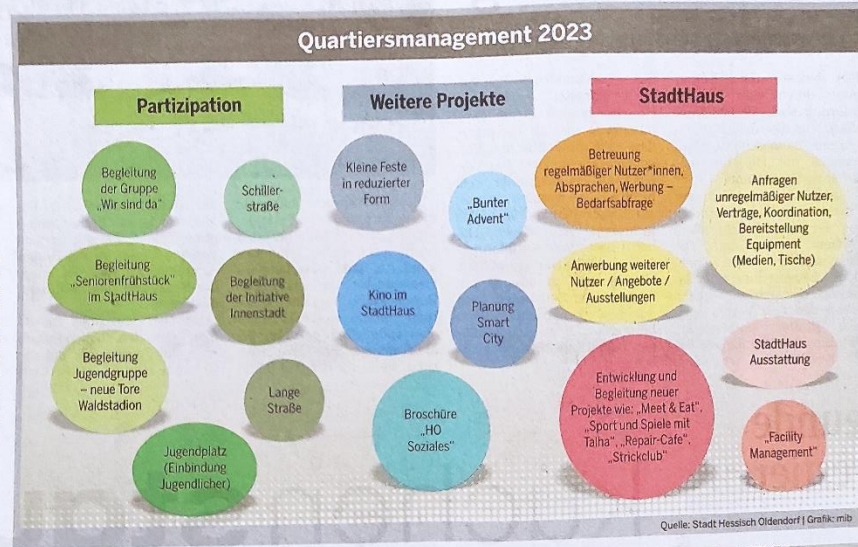 Quartiersmanagement 2023
Partizipation
Begleitung
der Gruppe
„Wir sind da“
Schiller-
straße
Begleitung
„Seniorenfrühstück“
im StadtHaus
Begleitung
der Initiative
Innenstadt
Begleitung
Jugendgruppe
– neue Tore
Waldstadion
Lange
Straße
Jugendplatz
(Einbindung
Jugendlicher)
Weitere Projekte
Kleine Feste
in reduzierter
Form
„Bunter
Advent“
Kino im
StadtHaus
Planung
Smart
City
Broschüre
„HO
Soziales“
StadtHaus
Betreuung
regelmäßiger Nutzer*innen,
Absprachen, Werbung –
Bedarfsabfrage
Anfragen
unregelmäßiger Nutzer,
Verträge, Koordination,
Bereitstellung
Equipment
(Medien, Tische)
Anwerbung weiterer
Nutzer / Angebote /
Ausstellungen
StadtHaus
Ausstattung
Entwicklung und
Begleitung neuer
Projekte wie: „Meet & Eat“,
„Sport und Spiele mit
Talha“, „Repair-Cafe“,
„Strickclub“
„Facility
Management“
Quelle: Stadt Hessisch Oldendorf | Grafik: mib